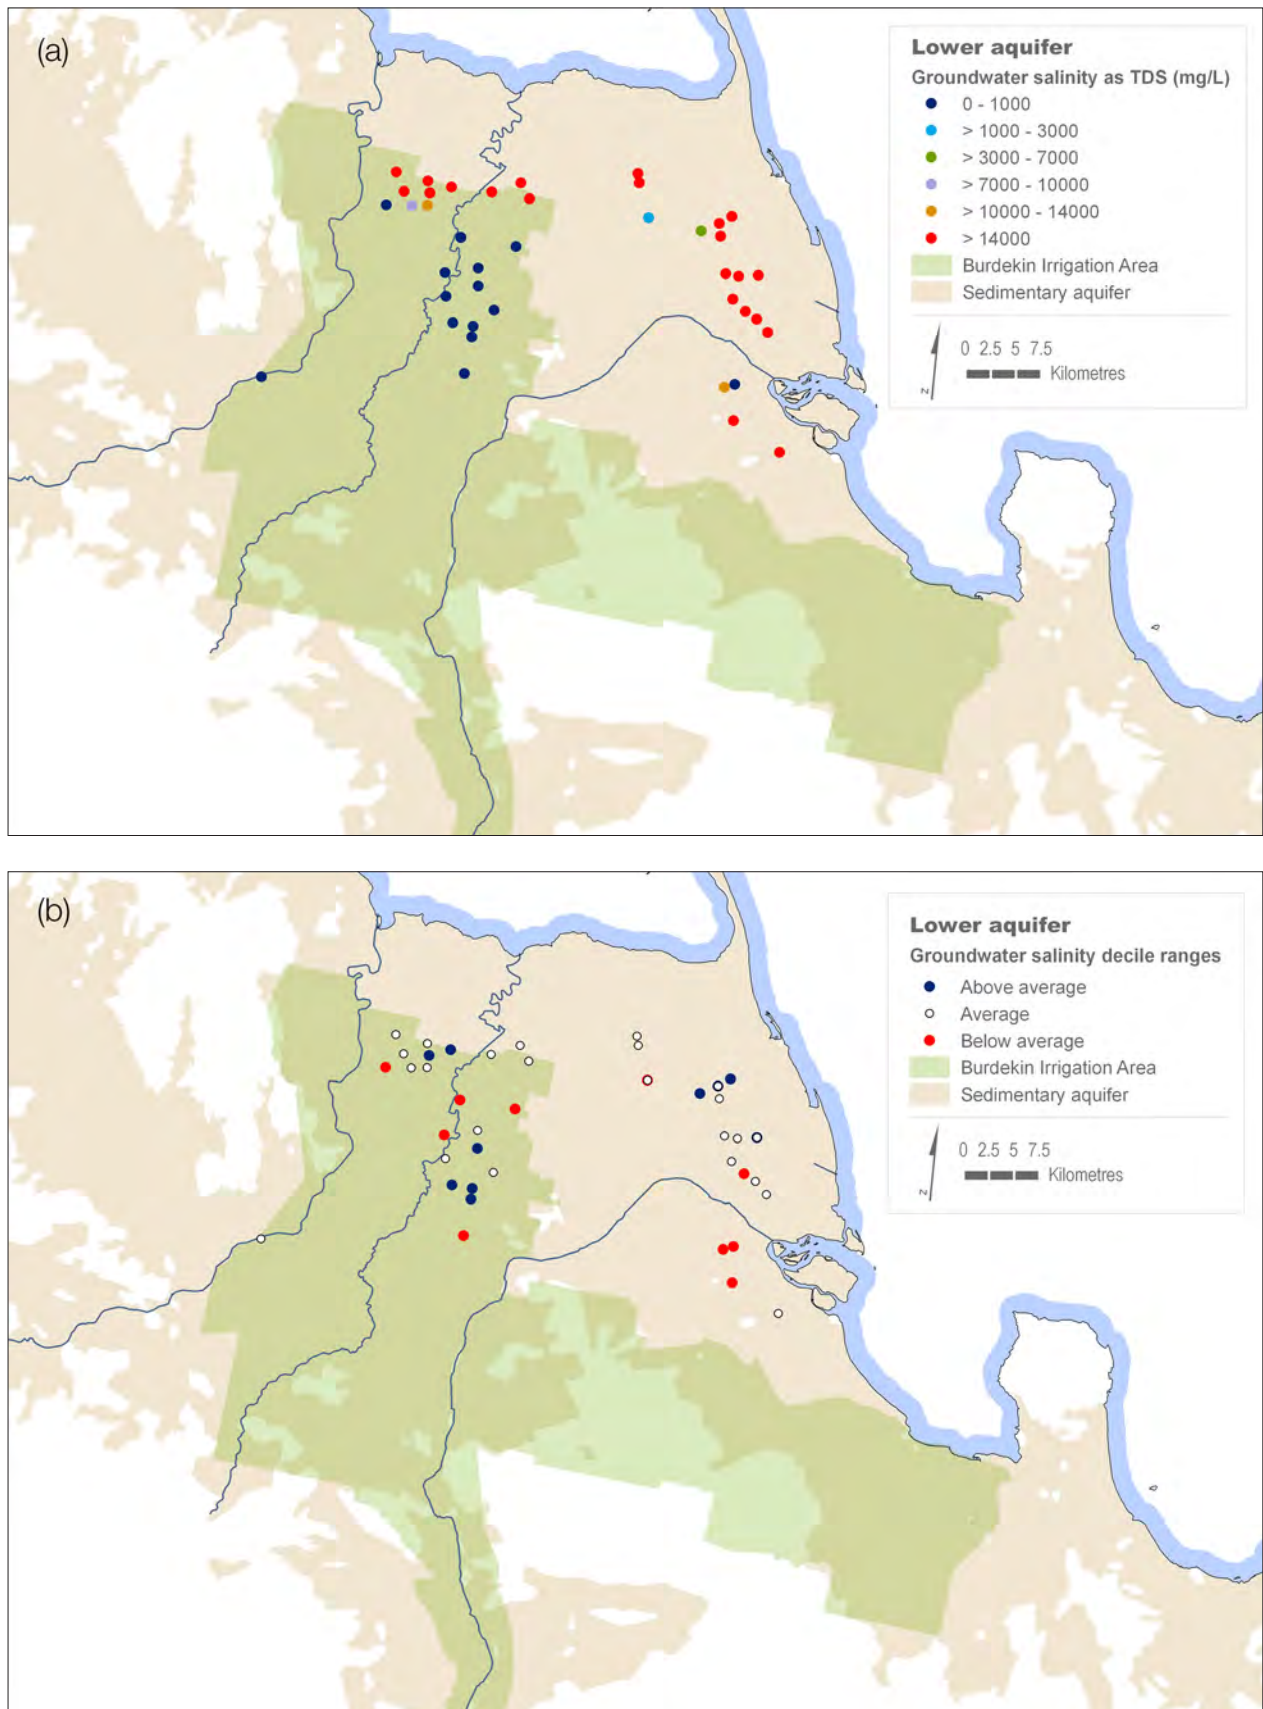 (a)
Lower aquifer
Groundwater salinity as TDS (mg/L)
0 - 1000
> 1000 - 3000
> 3000 - 7000
> 7000 - 10000
> 10000 - 14000
> 14000
Burdekin Irrigation Area
Sedimentary aquifer
0 2.5 5 7.5
Kilometres
N
(b)
Lower aquifer
Groundwater salinity decile ranges
Above average
Average
Below average
Burdekin Irrigation Area
Sedimentary aquifer
0 2.5 5 7.5
Kilometres
N